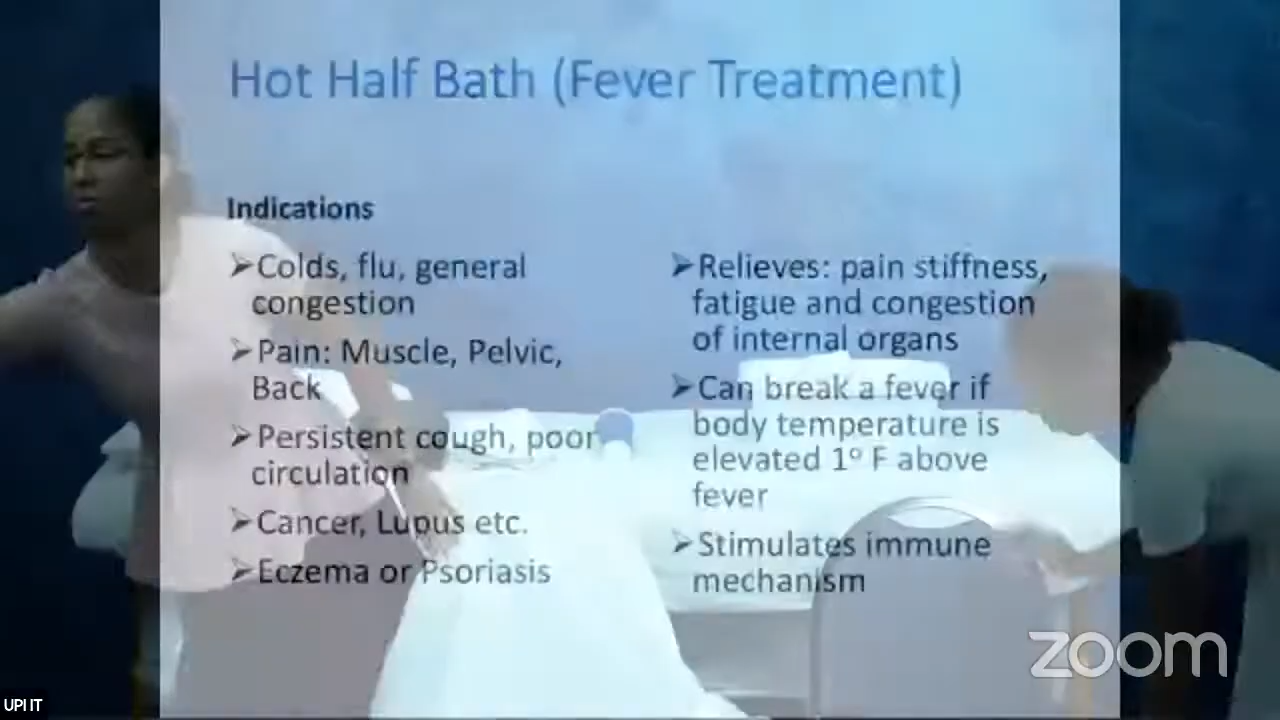 Hot Half Bath (Fever Treatment)
Indications
➢Colds, flu, general
congestion
➢Pain: Muscle, Pelvic,
Back
➢Persistent cough, poor
circulation
➢Cancer, Lupus etc.
➢Eczema or Psoriasis
➢Relieves: pain stiffness,
fatigue and congestion
of internal organs
➢Can break a fever if
body temperature is
elevated 1º F above
fever
➢Stimulates immune
mechanism
zoom
UPI IT